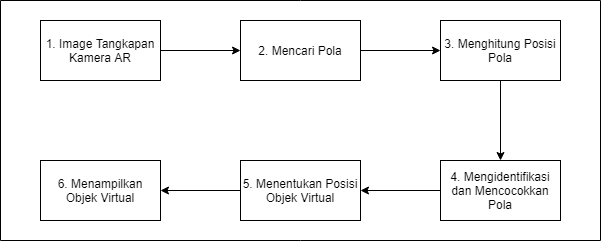 1. Image Tangkapan
Kamera AR
2. Mencari Pola
3. Menghitung Posisi
Pola
4. Mengidentifikasi
dan Mencocokkan
Pola
5. Menentukan Posisi
Objek Virtual
6. Menampilkan
Objek Virtual